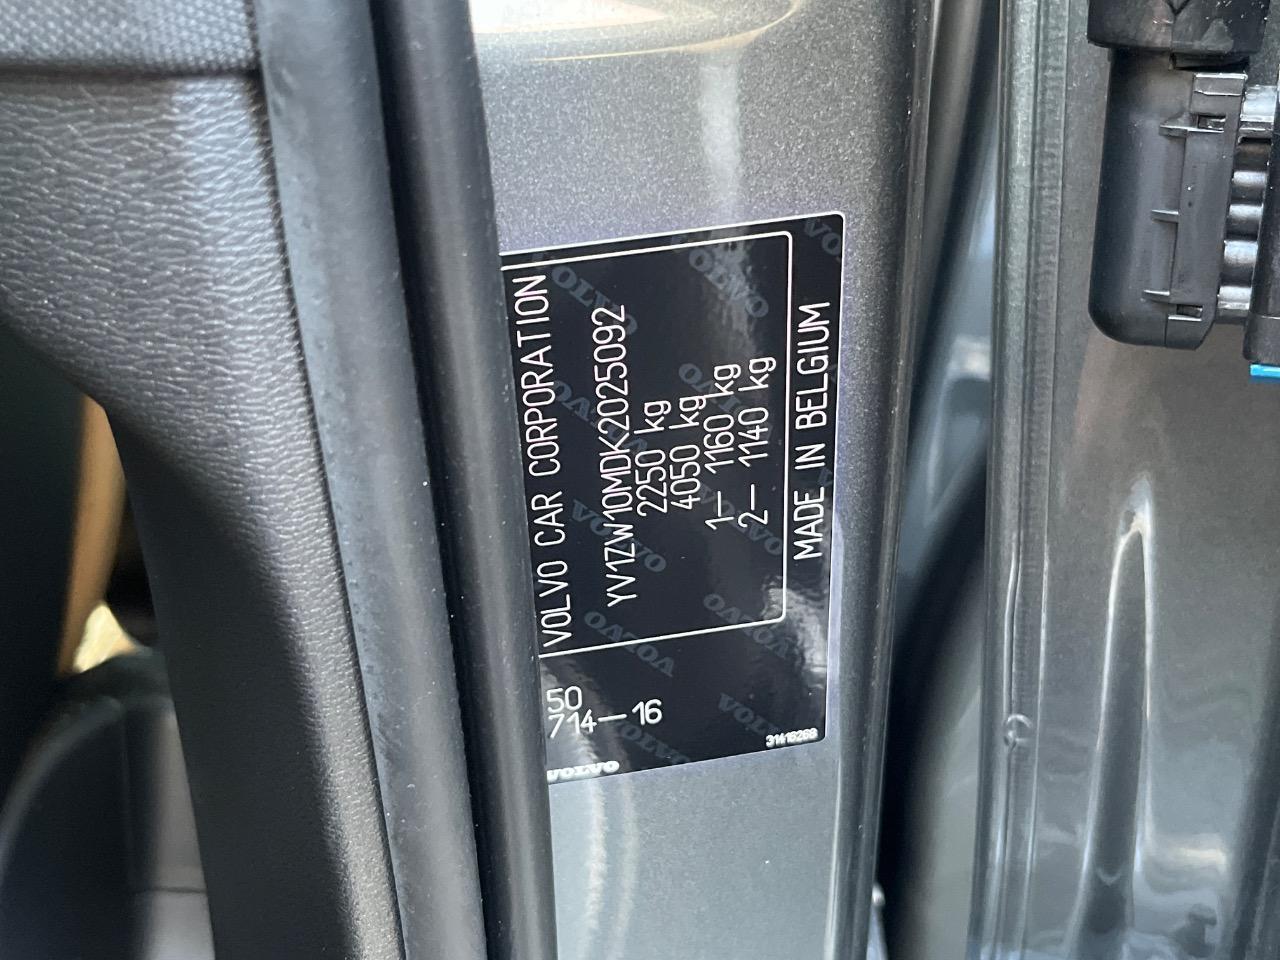 VOLVO CAR CORPORATION
YV1ZW10MDK2025092
2250 kg
4050 kg
1– 1160 kg
2– 1140 kg
MADE IN BELGIUM
50
714–16
31416268
VOLVO